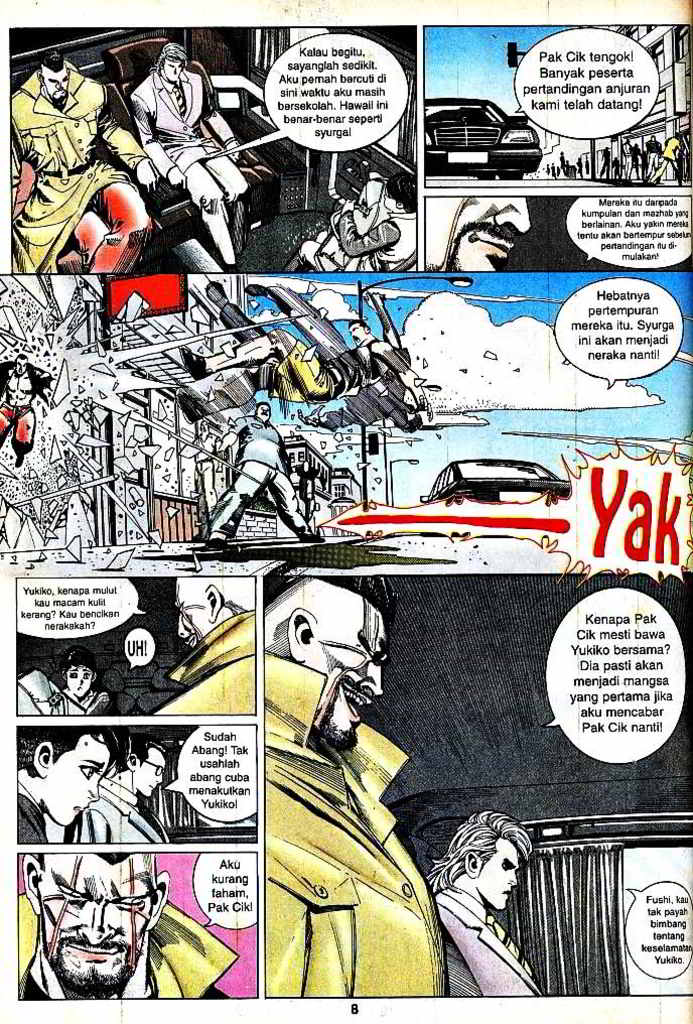 Kalau begitu,
sayanglah sedikit.
Aku pernah bercuti di
sini waktu aku masih
bersekolah. Hawaii ini
benar-benar seperti
syurga!
Pak Cik tengok!
Banyak peserta
pertandingan anjuran
kami telah datang!
Mereka itu daripada
kumpulan dan mazhab yang
berlainan. Aku yakin mereka
tentu akan bertempur sebelum
pertandingan itu di-
mulakan!
Hebatnya
pertempuran
mereka itu. Syurga
ini akan menjadi
neraka nanti!
Yak
Yukiko, kenapa mulut
kau macam kulit
kerang? Kau bencikan
nerakakah?
UH!
Sudah
Abang! Tak
usahlah
abang cuba
menakutkan
Yukiko!
Aku
kurang
faham,
Pak Cik!
Kenapa Pak
Cik mesti bawa
Yukiko bersama?
Dia pasti akan
menjadi mangsa
yang pertama jika
aku mencabar
Pak Cik nanti!
Fushi, kau
tak payah
bimbang
tentang
keselamatan
Yukiko.
8